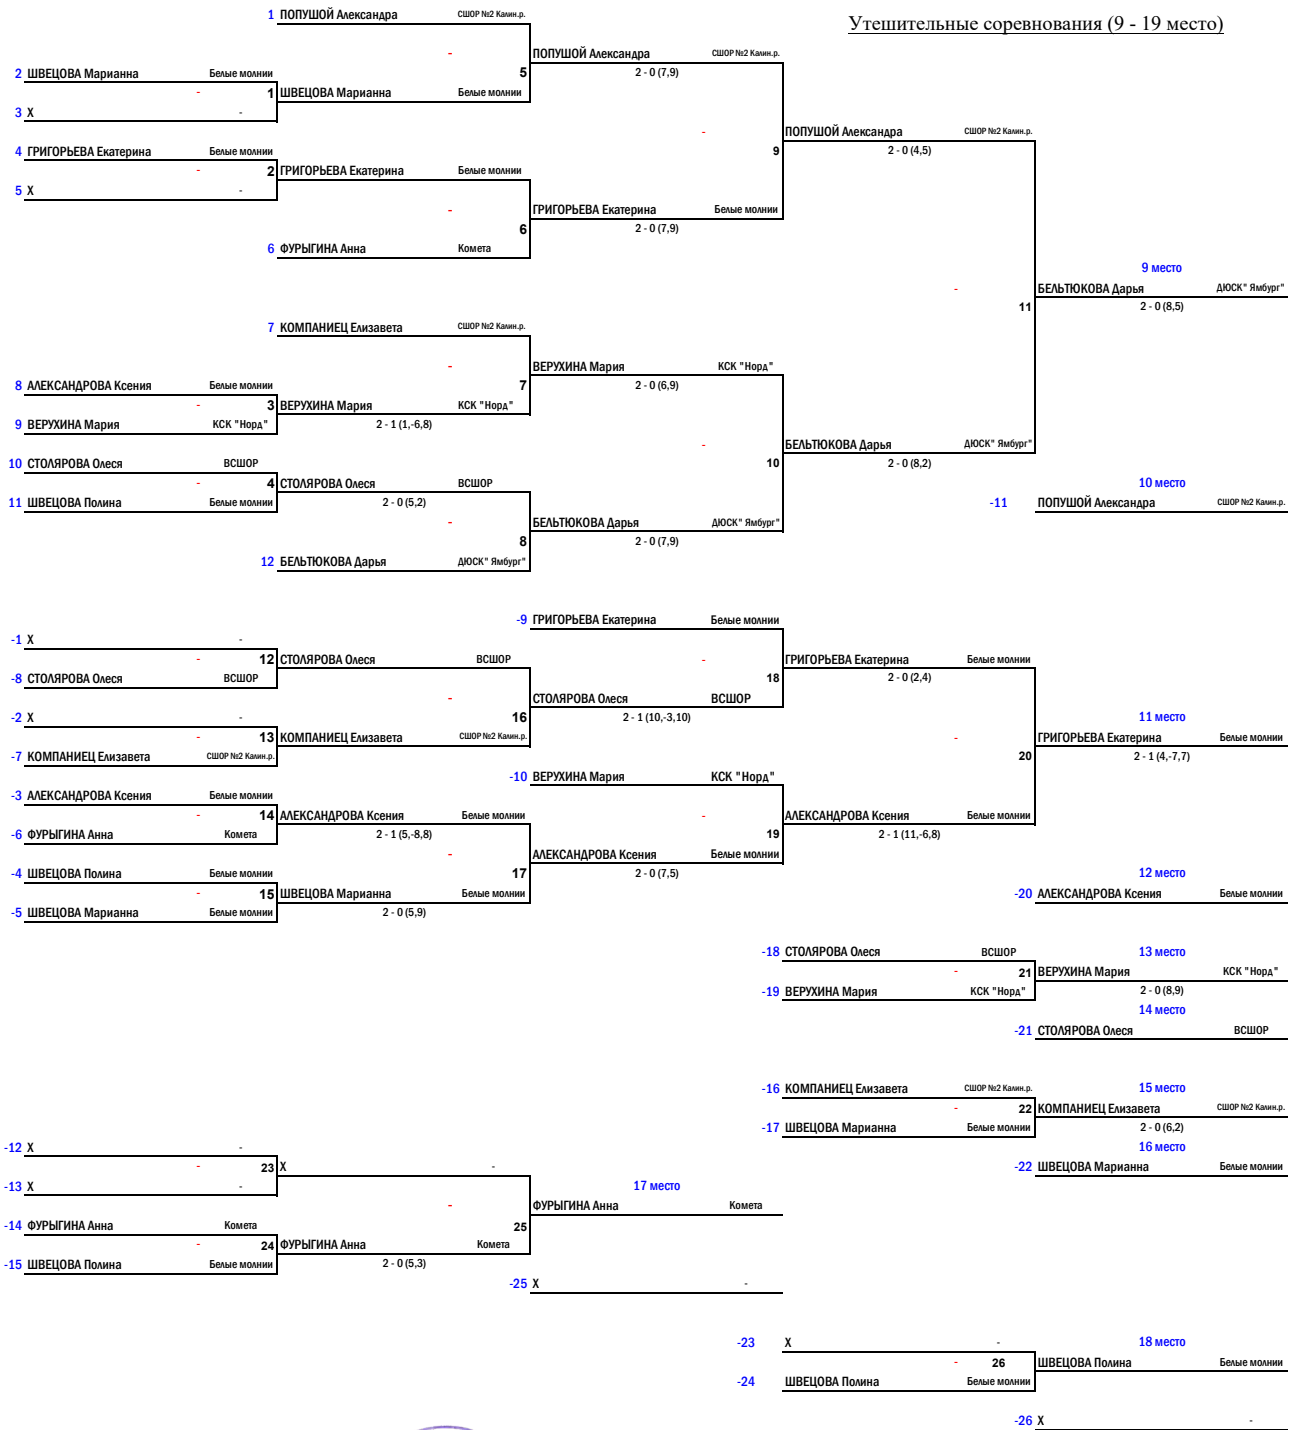 1 ПОПУШОЙ Александра СШОР №2 Калин.р.
Утешительные соревнования (9 - 19 место)
- ПОПУШОЙ Александра СШОР №2 Калин.р.
2 ШВЕЦОВА Марианна Белые молнии 5 2 - 0 (7,9)
- 1 ШВЕЦОВА Марианна Белые молнии
3 X -
- ПОПУШОЙ Александра СШОР №2 Калин.р.
4 ГРИГОРЬЕВА Екатерина Белые молнии 9 2 - 0 (4,5)
- 2 ГРИГОРЬЕВА Екатерина Белые молнии
5 X -
- ГРИГОРЬЕВА Екатерина Белые молнии
6 2 - 0 (7,9)
6 ФУРЫГИНА Анна Комета
9 место
- БЕЛЬТЮКОВА Дарья ДЮСК" Ямбург"
11 2 - 0 (8,5)
7 КОМПАНИЕЦ Елизавета СШОР №2 Калин.р.
- ВЕРУХИНА Мария КСК "Норд"
8 АЛЕКСАНДРОВА Ксения Белые молнии 7 2 - 0 (6,9)
- 3 ВЕРУХИНА Мария КСК "Норд"
9 ВЕРУХИНА Мария КСК "Норд" 2 - 1 (1,-6,8)
- БЕЛЬТЮКОВА Дарья ДЮСК" Ямбург"
10 СТОЛЯРОВА Олеся ВСШОР 10 2 - 0 (8,2)
- 4 СТОЛЯРОВА Олеся ВСШОР 10 место
11 ШВЕЦОВА Полина Белые молнии 2 - 0 (5,2) -11 ПОПУШОЙ Александра СШОР №2 Калин.р.
- БЕЛЬТЮКОВА Дарья ДЮСК" Ямбург"
8 2 - 0 (7,9)
12 БЕЛЬТЮКОВА Дарья ДЮСК" Ямбург"
-9 ГРИГОРЬЕВА Екатерина Белые молнии
-1 X -
- 12 СТОЛЯРОВА Олеся ВСШОР - ГРИГОРЬЕВА Екатерина Белые молнии
-8 СТОЛЯРОВА Олеся ВСШОР 18 2 - 0 (2,4)
- СТОЛЯРОВА Олеся ВСШОР
-2 X - 16 2 - 1 (10,-3,10) 11 место
- 13 КОМПАНИЕЦ Елизавета СШОР №2 Калин.р. - ГРИГОРЬЕВА Екатерина Белые молнии
-7 КОМПАНИЕЦ Елизавета СШОР №2 Калин.р. 20 2 - 1 (4,-7,7)
-10 ВЕРУХИНА Мария КСК "Норд"
-3 АЛЕКСАНДРОВА Ксения Белые молнии
- 14 АЛЕКСАНДРОВА Ксения Белые молнии - АЛЕКСАНДРОВА Ксения Белые молнии
-6 ФУРЫГИНА Анна Комета 2 - 1 (5,-8,8) 19 2 - 1 (11,-6,8)
- АЛЕКСАНДРОВА Ксения Белые молнии
-4 ШВЕЦОВА Полина Белые молнии 17 2 - 0 (7,5) 12 место
- 15 ШВЕЦОВА Марианна Белые молнии -20 АЛЕКСАНДРОВА Ксения Белые молнии
-5 ШВЕЦОВА Марианна Белые молнии 2 - 0 (5,9)
-18 СТОЛЯРОВА Олеся ВСШОР 13 место
- 21 ВЕРУХИНА Мария КСК "Норд"
-19 ВЕРУХИНА Мария КСК "Норд" 2 - 0 (8,9)
14 место
-21 СТОЛЯРОВА Олеся ВСШОР
-16 КОМПАНИЕЦ Елизавета СШОР №2 Калин.р. 15 место
- 22 КОМПАНИЕЦ Елизавета СШОР №2 Калин.р.
-17 ШВЕЦОВА Марианна Белые молнии 2 - 0 (6,2)
-12 X - 16 место
- 23 X - -22 ШВЕЦОВА Марианна Белые молнии
-13 X - 17 место
- ФУРЫГИНА Анна Комета
-14 ФУРЫГИНА Анна Комета 25
- 24 ФУРЫГИНА Анна Комета
-15 ШВЕЦОВА Полина Белые молнии 2 - 0 (5,3)
-25 X -
-23 X - 18 место
- 26 ШВЕЦОВА Полина Белые молнии
-24 ШВЕЦОВА Полина Белые молнии
-26 X -